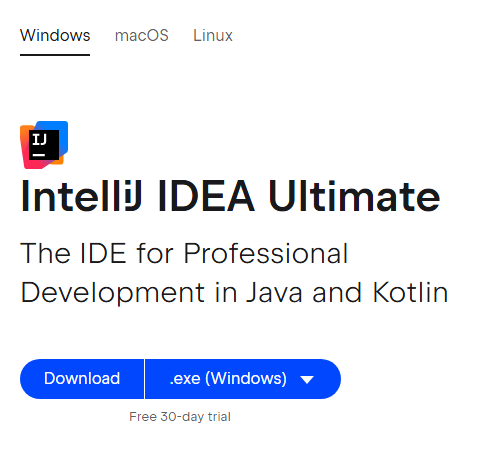 Windows macOS Linux
IJ
IntelliJ IDEA Ultimate
The IDE for Professional
Development in Java and Kotlin
Download .exe (Windows)
Free 30-day trial